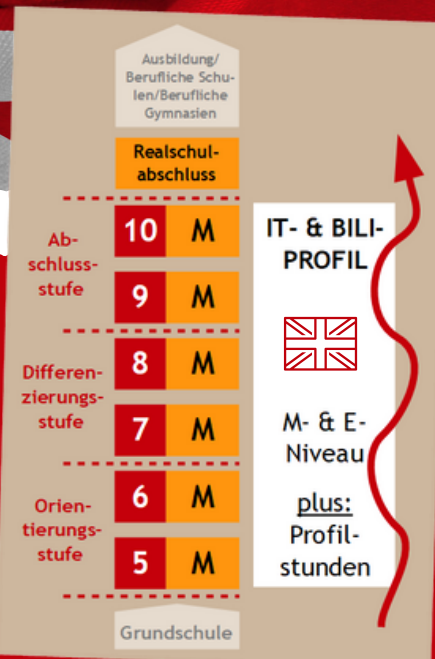 Ausbildung/
Berufliche Schu-
len/Berufliche
Gymnasien
Realschul-
abschluss
Ab-
schluss-
stufe
10 M
9 M
Differen-
zierungs-
stufe
8 M
7 M
Orien-
tierungs-
stufe
6 M
5 M
Grundschule
IT- & BILI-
PROFIL
M- & E-
Niveau
plus:
Profil-
stunden